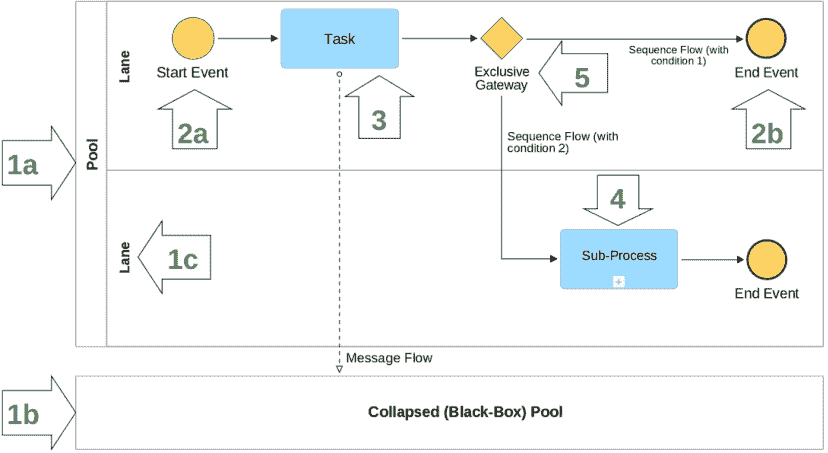 Lane
Start Event
Task
Exclusive
Gateway
Sequence Flow (with
condition 1)
End Event
2a
3
5
2b
1a
Pool
Sequence Flow (with
condition 2)
4
Lane
1c
Sub-Process
End Event
Message Flow
1b
Collapsed (Black-Box) Pool